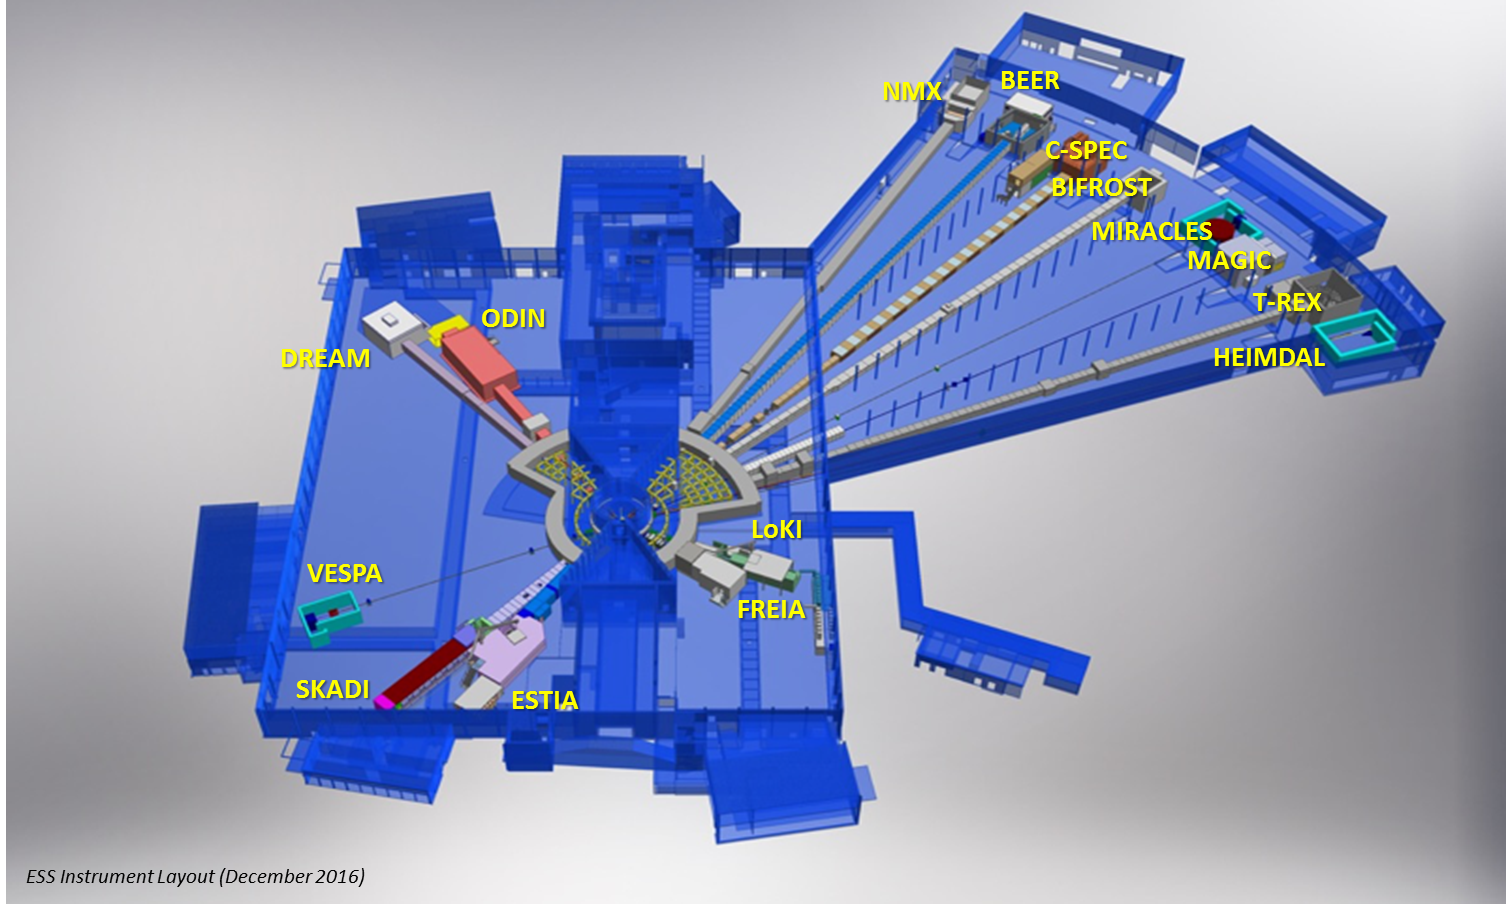 NMX
BEER
C-SPEC
BIFROST
MIRACLES
MAGIC
T-REX
HEIMDAL
ODIN
DREAM
LoKI
VESPA
FREIA
SKADI
ESTIA
ESS Instrument Layout (December 2016)